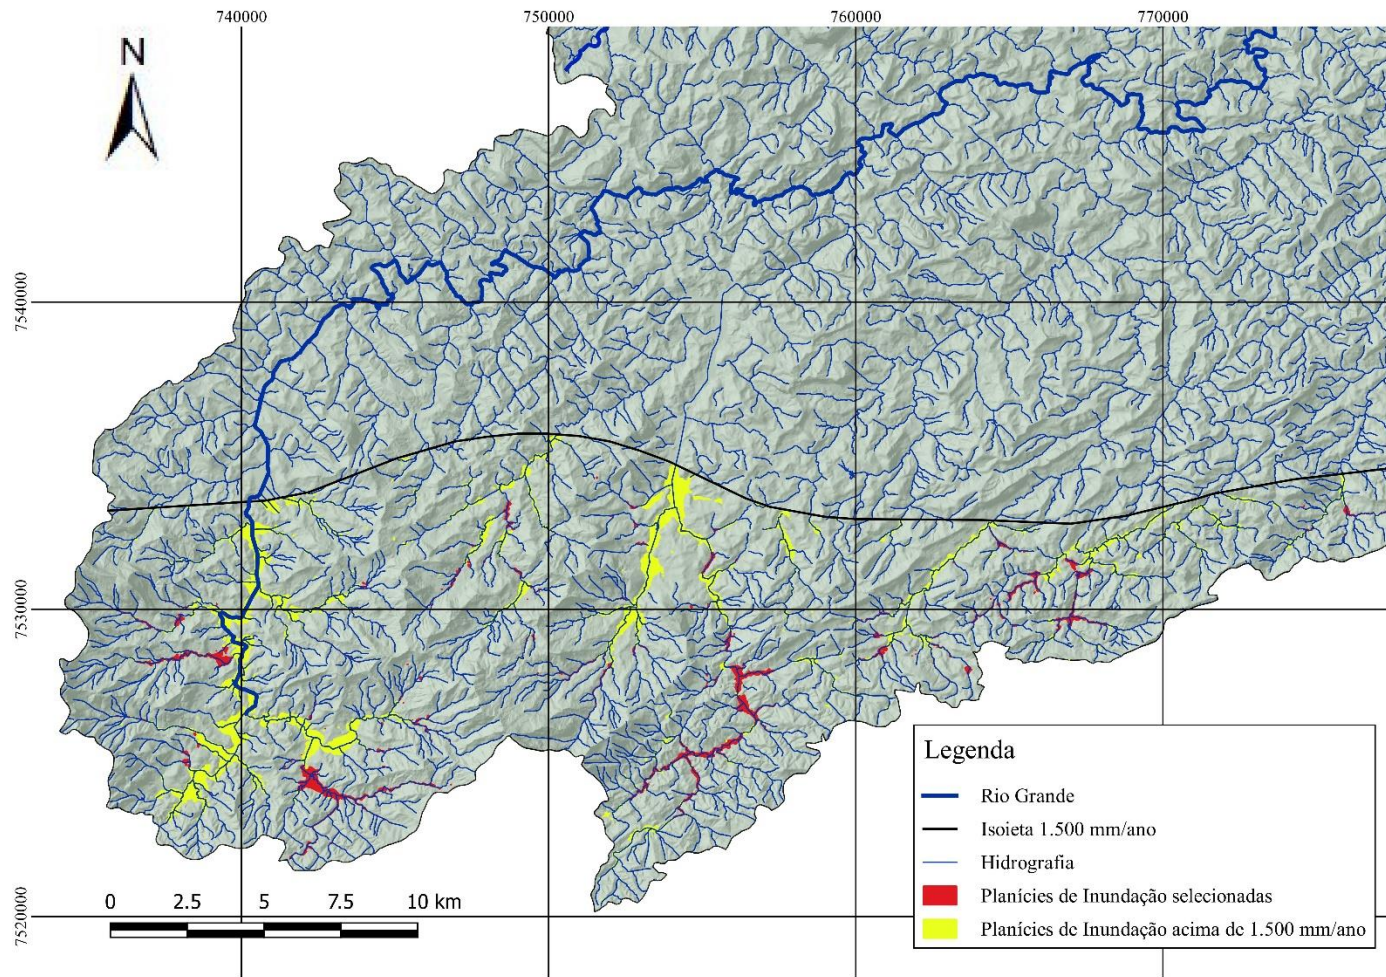 740000
750000
760000
770000
N
7540000
7530000
7520000
Legenda
Rio Grande
Isoieta 1.500 mm/ano
Hidrografia
Planícies de Inundação selecionadas
Planícies de Inundação acima de 1.500 mm/ano
0 2.5 5 7.5 10 km